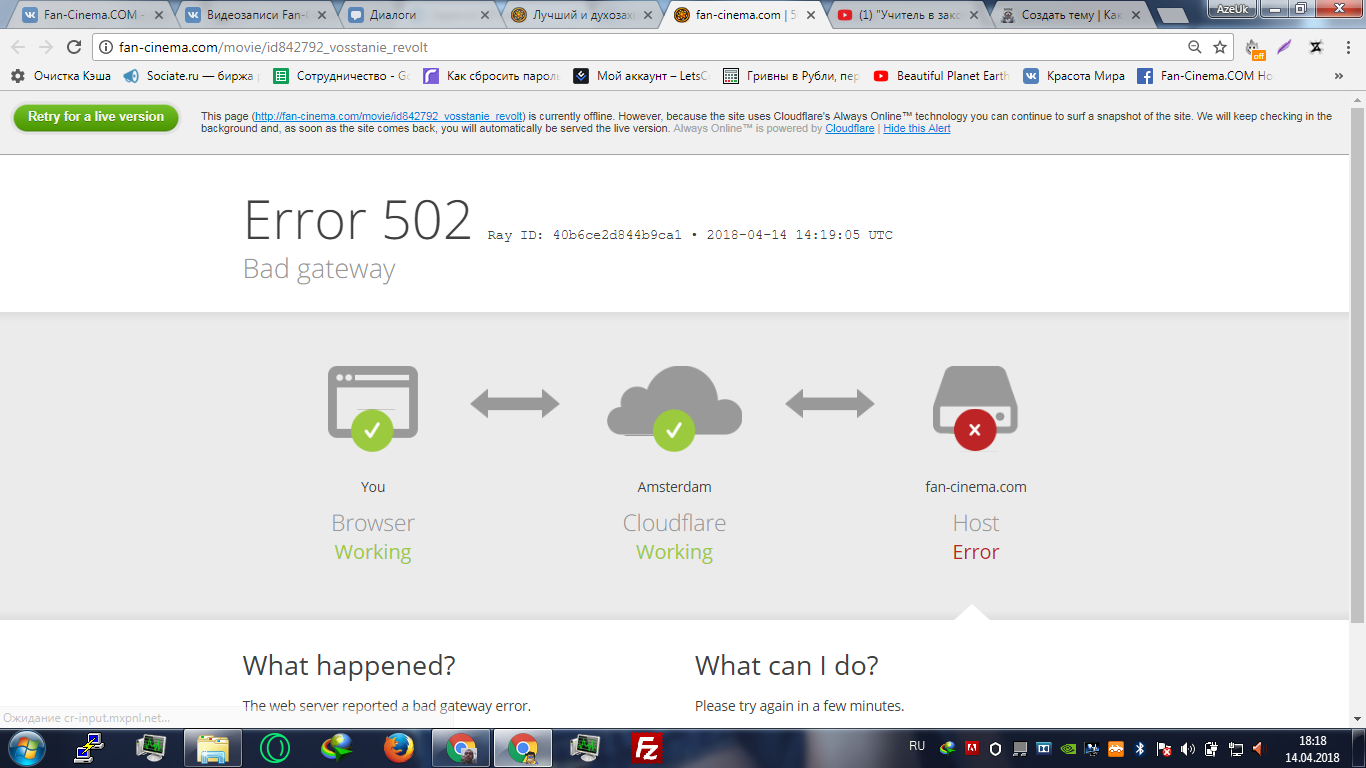 Fan-Cinema.COM -
Видеозаписи Fan-C
Диалоги
Лучший и духозах
fan-cinema.com | 5
(1) "Учитель в зако
Создать тему | Как
AzeUk
fan-cinema.com/movie/id842792_vosstanie_revolt
off
Очистка Кэша
Sociate.ru — биржа
Сотрудничество - Go
Как сбросить пароль
Мой аккаунт – LetsC
Гривны в Рубли, пер
Beautiful Planet Earth
Красота Мира
Fan-Cinema.COM Ho
»
Retry for a live version
This page (http://fan-cinema.com/movie/id842792_vosstanie_revolt) is currently offline. However, because the site uses Cloudflare's Always Online™ technology you can continue to surf a snapshot of the site. We will keep checking in the
background and, as soon as the site comes back, you will automatically be served the live version. Always Online™ is powered by Cloudflare | Hide this Alert
Error 502 Ray ID: 40b6ce2d844b9ca1 • 2018-04-14 14:19:05 UTC
Bad gateway
You
Amsterdam
fan-cinema.com
Browser
Cloudflare
Host
Working
Working
Error
What happened?
What can I do?
The web server reported a bad gateway error.
Please try again in a few minutes.
Ожидание cr-input.mxpnl.net...
RU
18:18
14.04.2018